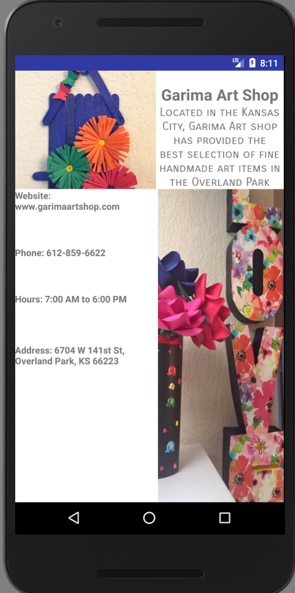 LTE 8:11
Garima Art Shop
Located in the Kansas
City, Garima Art shop
has provided the
best selection of fine
handmade art items in
the Overland Park
Website:
www.garimaartshop.com
Phone: 612-859-6622
Hours: 7:00 AM to 6:00 PM
Address: 6704 W 141st St,
Overland Park, KS 66223